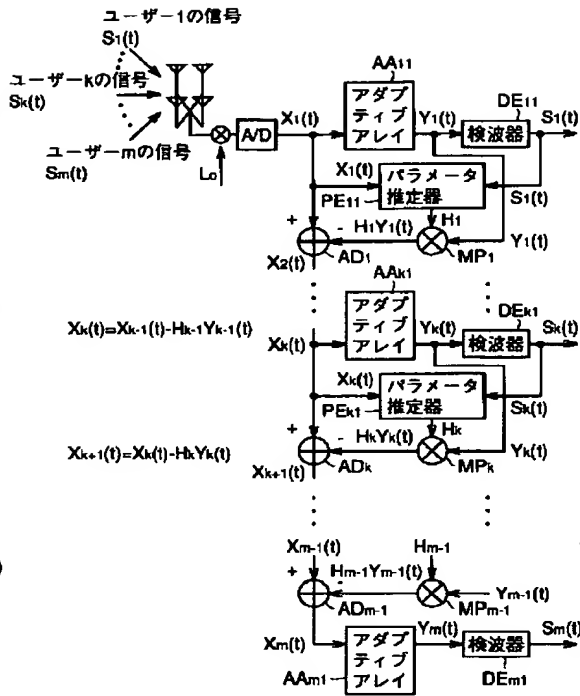 ユーザー1の信号
S1(t)
ユーザーkの信号
Sk(t)
ユーザーmの信号
Sm(t)
Lo
A/D
X1(t)
AA11
アダプ
ティブ
アレイ
Y1(t)
DE11
検波器
S1(t)
X1(t)
パラメータ
推定器
PE11
S1(t)
H1
+
-
H1Y1(t)
Y1(t)
AD1
MP1
X2(t)
AAk1
Xk(t)=Xk-1(t)-Hk-1Yk-1(t)
Xk(t)
アダプ
ティブ
アレイ
Yk(t)
DEk1
検波器
Sk(t)
Xk(t)
パラメータ
推定器
PEk1
Sk(t)
Hk
+
-
HkYk(t)
Yk(t)
Xk+1(t)=Xk(t)-HkYk(t)
ADk
MPk
Xk+1(t)
Xm-1(t)
Hm-1
+
-
Hm-1Ym-1(t)
Ym-1(t)
ADm-1
MPm-1
Xm(t)
アダプ
ティブ
アレイ
Ym(t)
検波器
Sm(t)
AAm1
DEm1